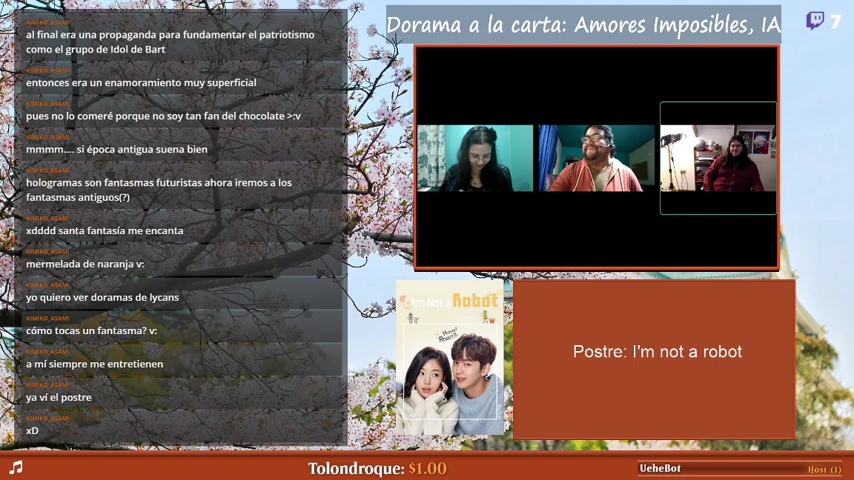 Dorama a la carta: Amores Imposibles, IA
7
KIMIKO_ASAMI
al final era una propaganda para fundamentar el patriotismo
como el grupo de Idol de Bart
KIMIKO_ASAMI
entonces era un enamoramiento muy superficial
KIMIKO_ASAMI
pues no lo comeré porque no soy tan fan del chocolate >:v
KIMIKO_ASAMI
mmmm.... si época antigua suena bien
KIMIKO_ASAMI
hologramas son fantasmas futuristas ahora iremos a los
fantasmas antiguos(?)
KIMIKO_ASAMI
xdddd santa fantasía me encanta
KIMIKO_ASAMI
mermelada de naranja v:
KIMIKO_ASAMI
yo quiero ver doramas de lycans
KIMIKO_ASAMI
cómo tocas un fantasma? v:
KIMIKO_ASAMI
a mí siempre me entretienen
KIMIKO_ASAMI
ya ví el postre
KIMIKO_ASAMI
xD
I Am Not a Robot
Postre: I'm not a robot
Tolondroque: $1.00
UeheBot
Host (1)